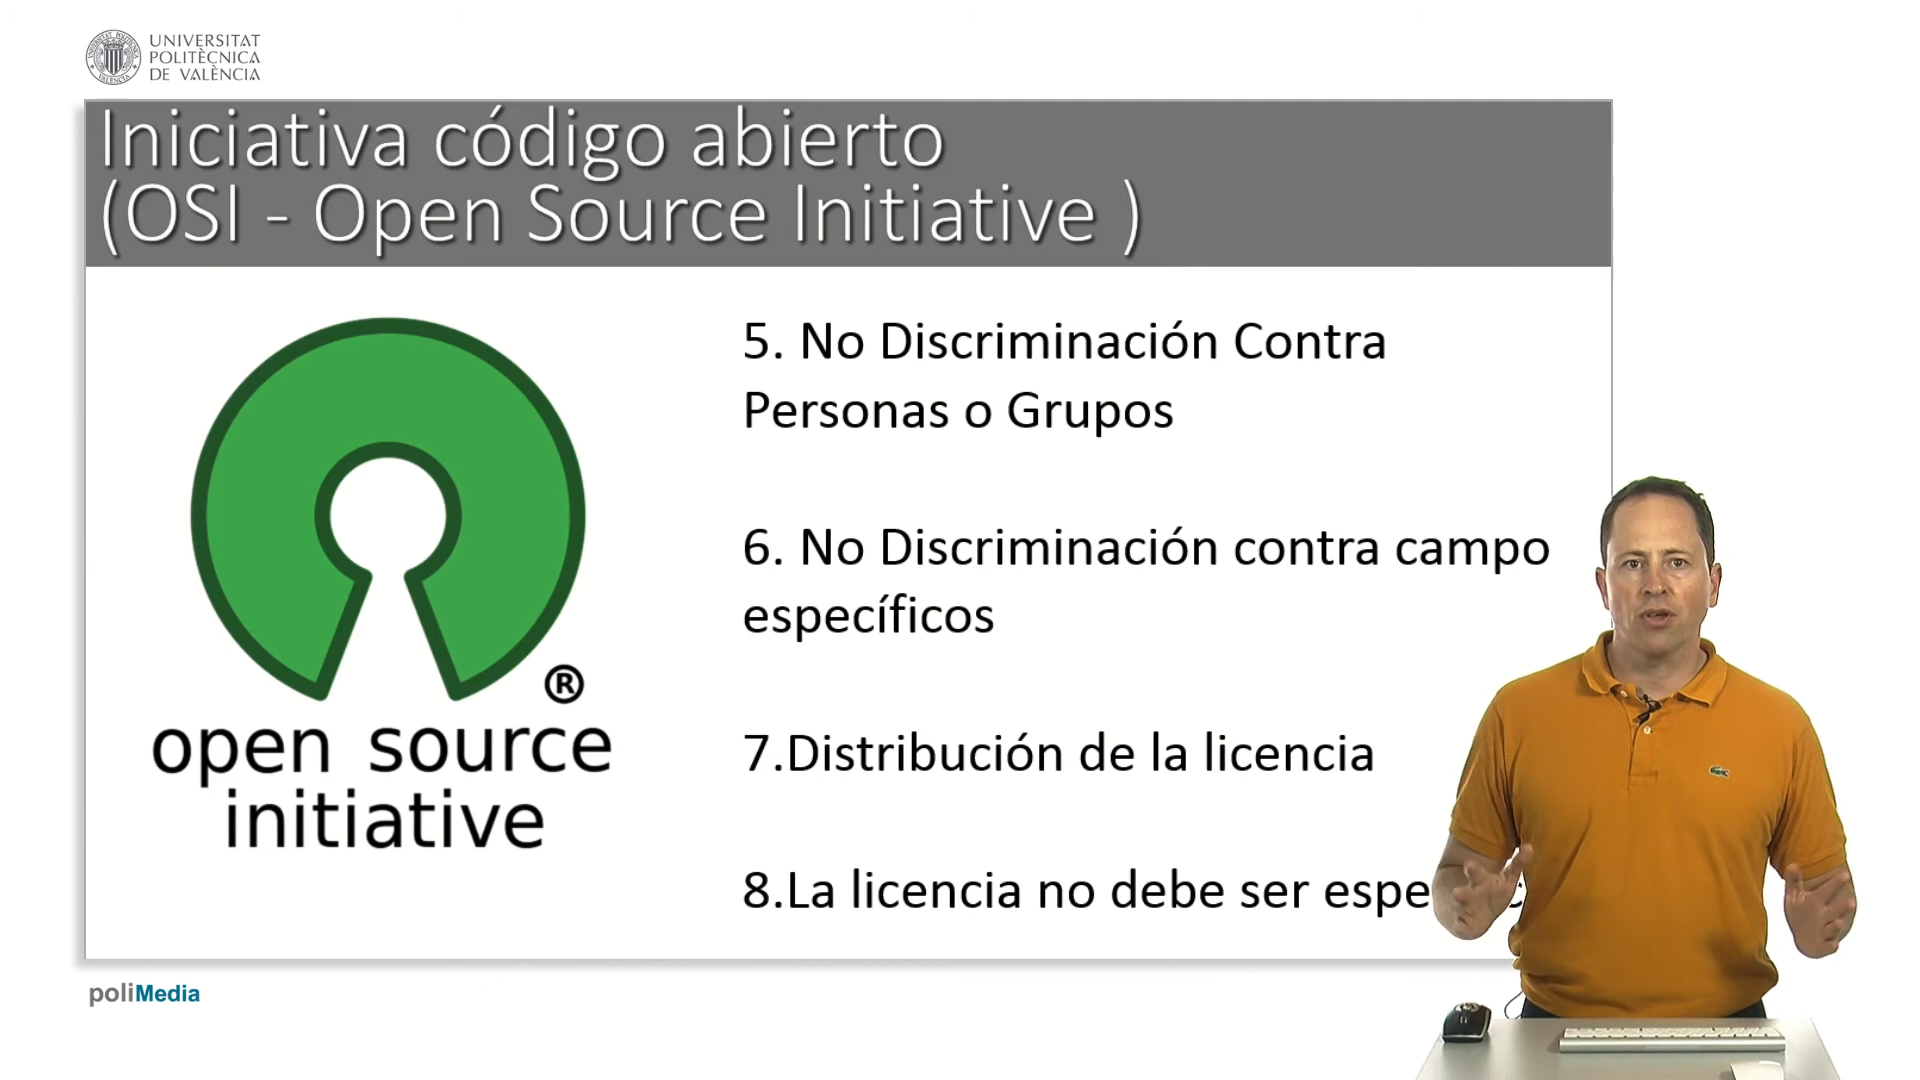 UNIVERSITAT
POLITÈCNICA
DE VALÈNCIA
Iniciativa código abierto
(OSI - Open Source Initiative )
5. No Discriminación Contra
Personas o Grupos
6. No Discriminación contra campo
específicos
7.Distribución de la licencia
8.La licencia no debe ser
®
open source
initiative
poliMedia